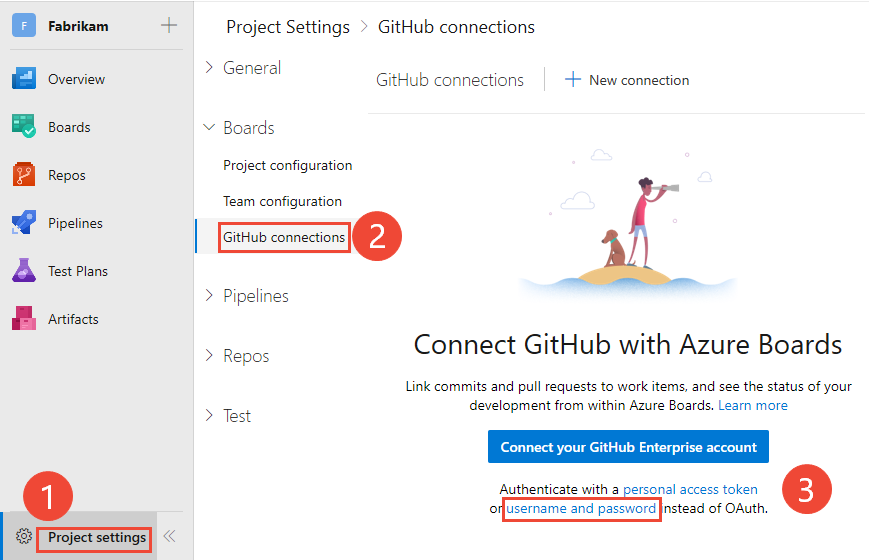 F Fabrikam
Overview
Boards
Repos
Pipelines
Test Plans
Artifacts
1
Project settings
Project Settings > GitHub connections
General
Boards
Project configuration
Team configuration
GitHub connections 2
Pipelines
Repos
Test
GitHub connections + New connection
Connect GitHub with Azure Boards
Link commits and pull requests to work items, and see the status of your
development from within Azure Boards. Learn more
Connect your GitHub Enterprise account
Authenticate with a personal access token
or username and password instead of OAuth.
3